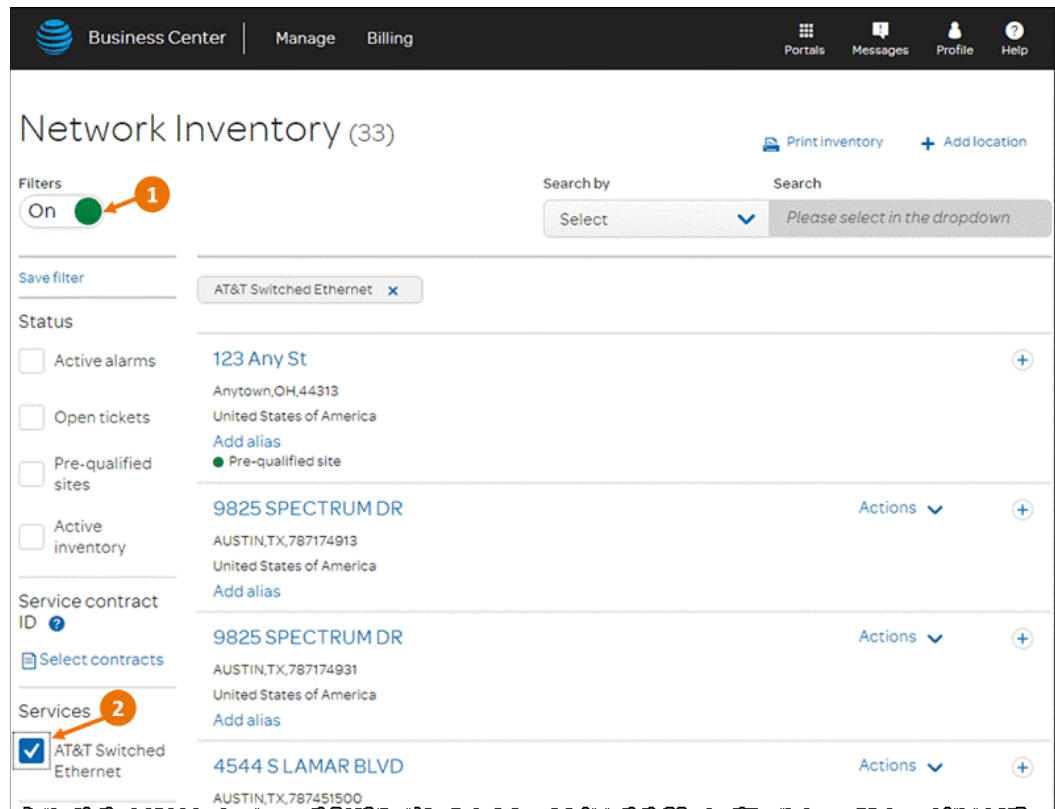 Business Center
Manage
Billing
Portals
Messages
Profile
Help
Network Inventory (33)
Print inventory
Add location
Filters
On
1
Search by
Select
Search
Please select in the dropdown
Save filter
AT&T Switched Ethernet x
Status
Active alarms
Open tickets
Pre-qualified
sites
Active
inventory
Service contract
ID ?
Select contracts
Services
2
AT&T Switched
Ethernet
123 Any St
Anytown,OH,44313
United States of America
Add alias
Pre-qualified site
9825 SPECTRUM DR
Actions
AUSTIN,TX,787174913
United States of America
Add alias
9825 SPECTRUM DR
Actions
AUSTIN,TX,787174931
United States of America
Add alias
4544 S LAMAR BLVD
Actions
AUSTIN,TX,787451500